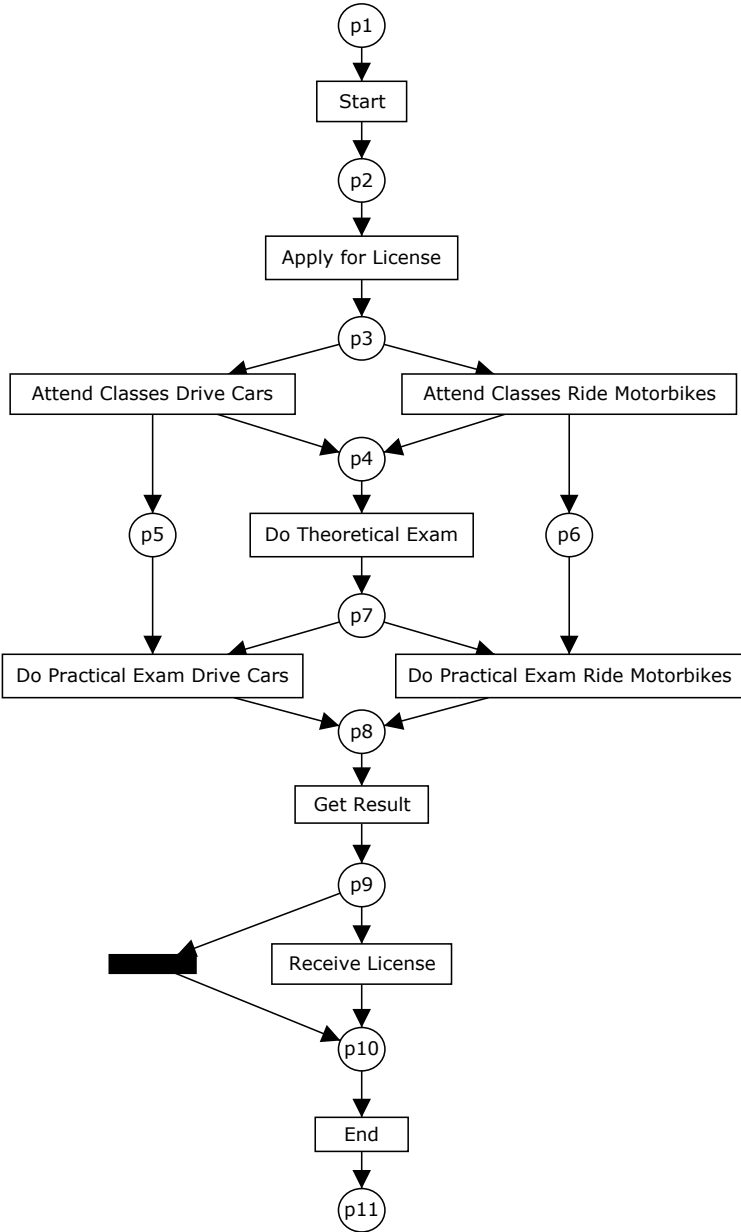 p1
Start
p2
Apply for License
p3
Attend Classes Drive Cars
Attend Classes Ride Motorbikes
p4
p5
Do Theoretical Exam
p6
p7
Do Practical Exam Drive Cars
Do Practical Exam Ride Motorbikes
p8
Get Result
p9
Receive License
p10
End
p11